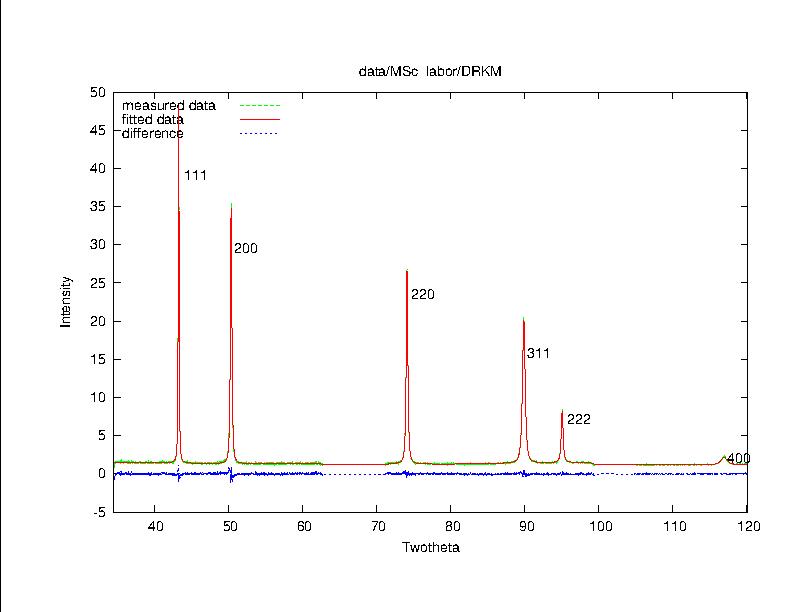 data/MSc labor/DRKM
50
45
40
35
30
25
20
15
10
5
0
-5
measured data
fitted data
difference
111
200
220
311
222
400
Intensity
40 50 60 70 80 90 100 110 120
Twotheta